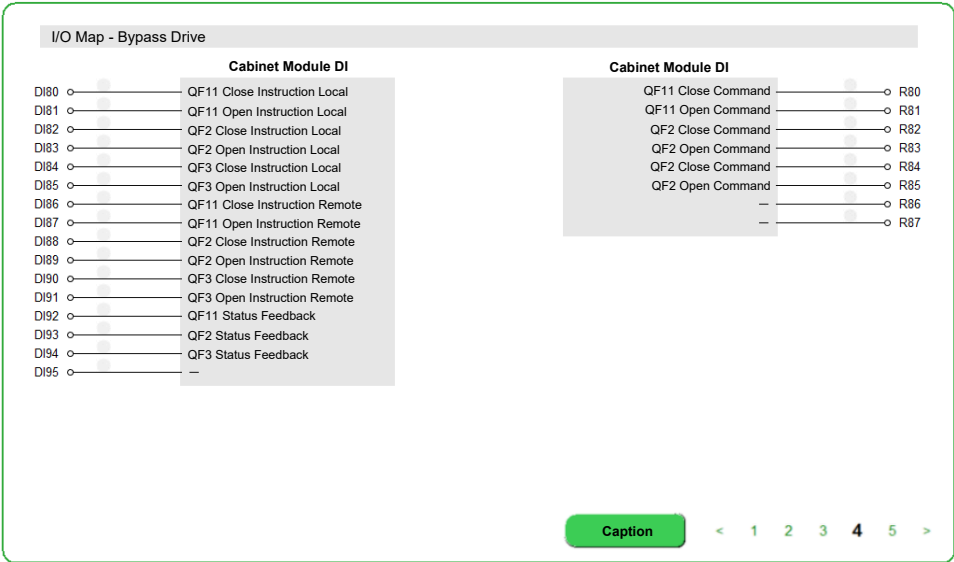 I/O Map - Bypass Drive
Cabinet Module DI
DI80 QF11 Close Instruction Local
DI81 QF11 Open Instruction Local
DI82 QF2 Close Instruction Local
DI83 QF2 Open Instruction Local
DI84 QF3 Close Instruction Local
DI85 QF3 Open Instruction Local
DI86 QF11 Close Instruction Remote
DI87 QF11 Open Instruction Remote
DI88 QF2 Close Instruction Remote
DI89 QF2 Open Instruction Remote
DI90 QF3 Close Instruction Remote
DI91 QF3 Open Instruction Remote
DI92 QF11 Status Feedback
DI93 QF2 Status Feedback
DI94 QF3 Status Feedback
DI95 —
Cabinet Module DI
QF11 Close Command R80
QF11 Open Command R81
QF2 Close Command R82
QF2 Open Command R83
QF2 Close Command R84
QF2 Open Command R85
— R86
— R87
Caption < 1 2 3 4 5 >